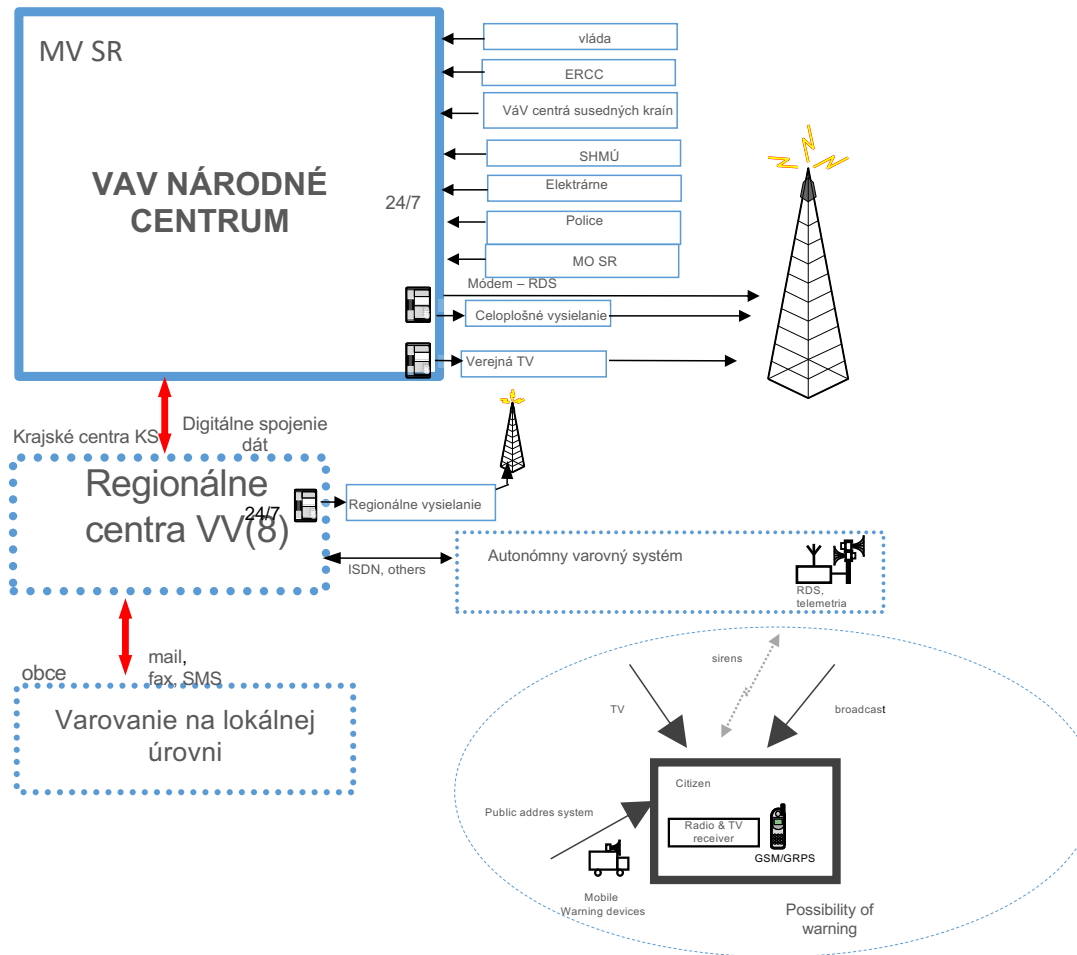 MV SR
VAV NÁRODNÉ
CENTRUM
24/7
vláda
ERCC
VáV centrá susedných kraín
SHMÚ
Elektrárne
Police
MO SR
Módem – RDS
Celoplošné vysielanie
Verejná TV
Krajské centra KS
Digitálne spojenie
dát
Regionálne
centra VV(8)
24/7
Regionálne vysielanie
ISDN, others
Autonómny varovný systém
RDS,
telemetria
obce
mail,
fax, SMS
Varovanie na lokálnej
úrovni
sirens
TV
broadcast
Public addres system
Citizen
Radio & TV
receiver
GSM/GRPS
Mobile
Warning devices
Possibility of
warning